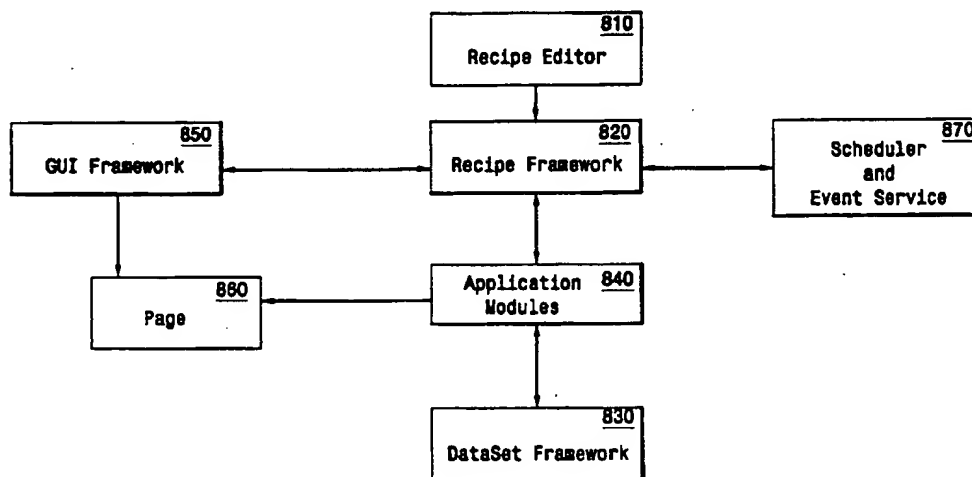 810
Recipe Editor
850
GUI Framework
820
Recipe Framework
870
Scheduler
and
Event Service
860
Page
Application 840
Modules
830
DataSet Framework